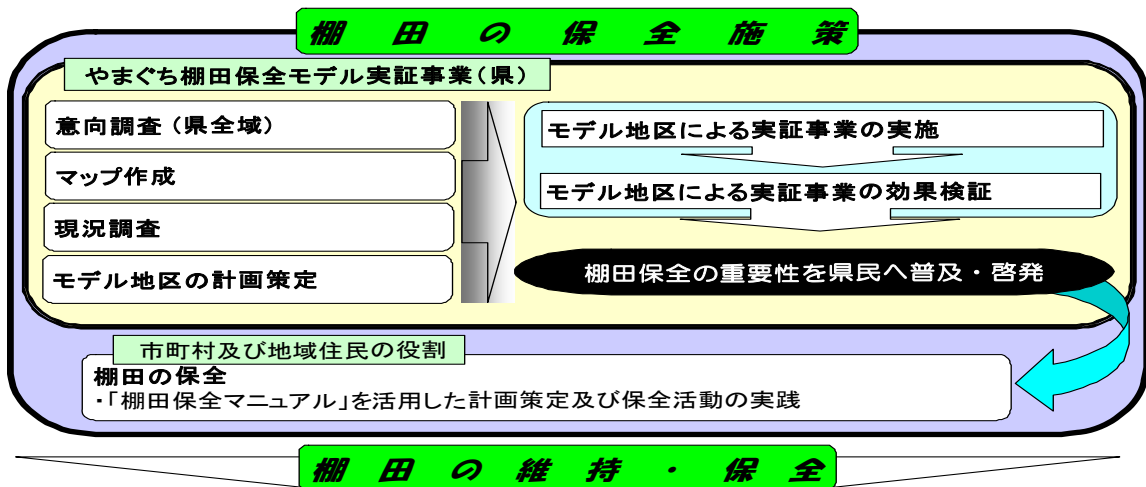 棚田の保全施策
やまぐち棚田保全モデル実証事業(県)
意向調査(県全域)
マップ作成
現況調査
モデル地区の計画策定
モデル地区による実証事業の実施
モデル地区による実証事業の効果検証
棚田保全の重要性を県民へ普及・啓発
市町村及び地域住民の役割
棚田の保全
・「棚田保全マニュアル」を活用した計画策定及び保全活動の実践
棚田の維持・保全